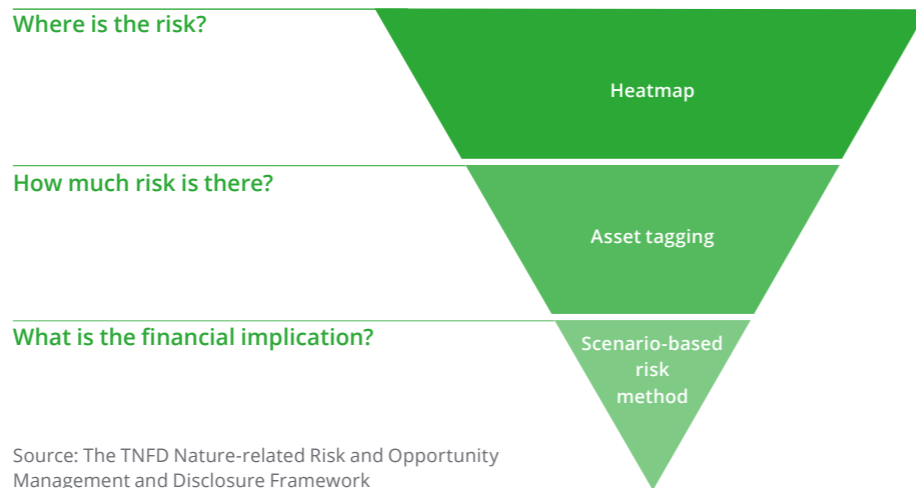 Where is the risk?
Heatmap
How much risk is there?
Asset tagging
What is the financial implication?
Scenario-based
risk
method
Source: The TNFD Nature-related Risk and Opportunity
Management and Disclosure Framework